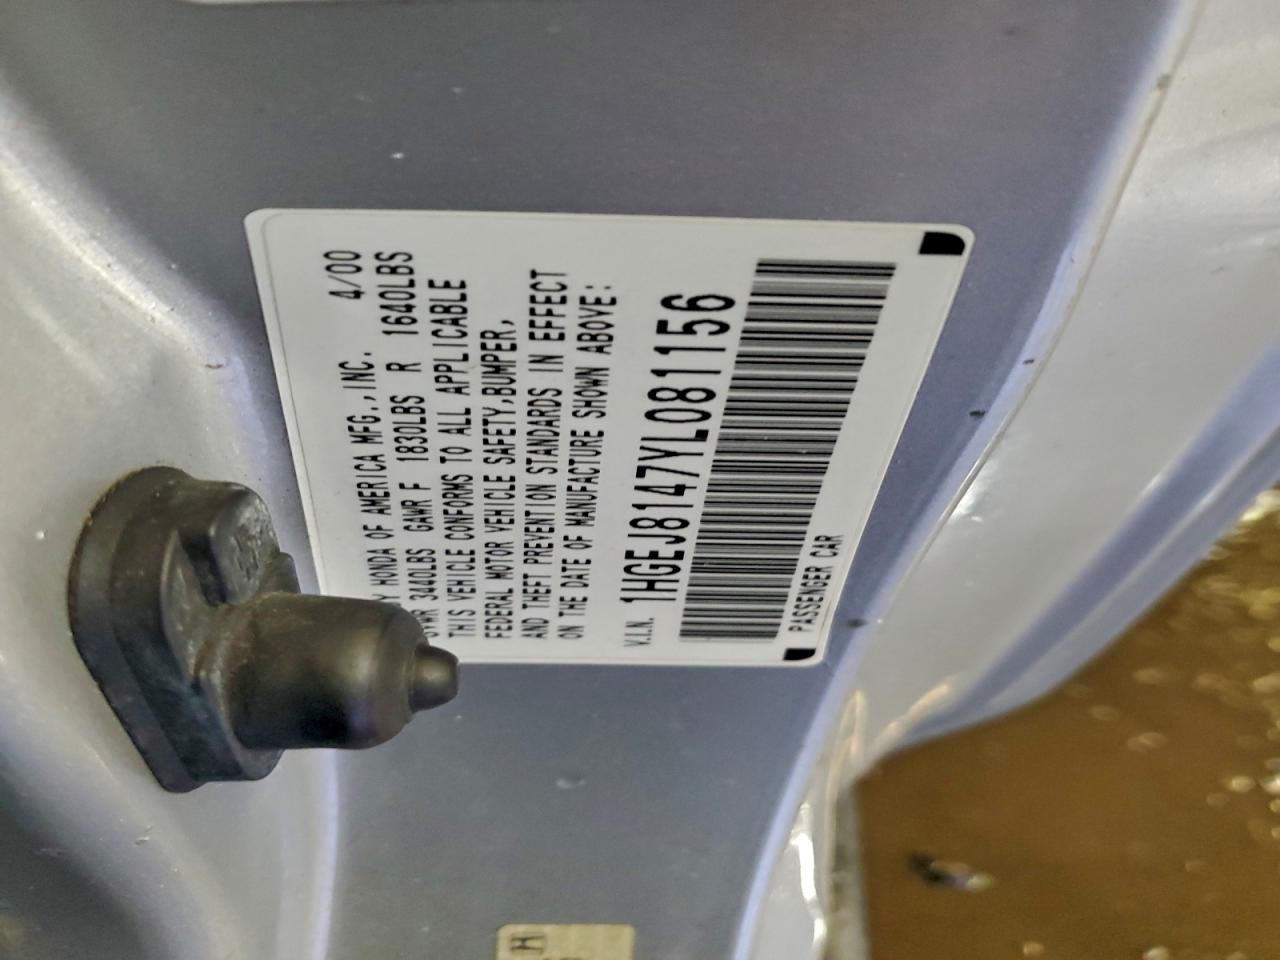 Y HONDA OF AMERICA MFG., INC. 4/00
GVWR 3440LBS GAWR F 1830LBS R 1640LBS
THIS VEHICLE CONFORMS TO ALL APPLICABLE
FEDERAL MOTOR VEHICLE SAFETY, BUMPER,
AND THEFT PREVENTION STANDARDS IN EFFECT
ON THE DATE OF MANUFACTURE SHOWN ABOVE:
V.I.N. 1HGEJ8147YL081156
PASSENGER CAR
H